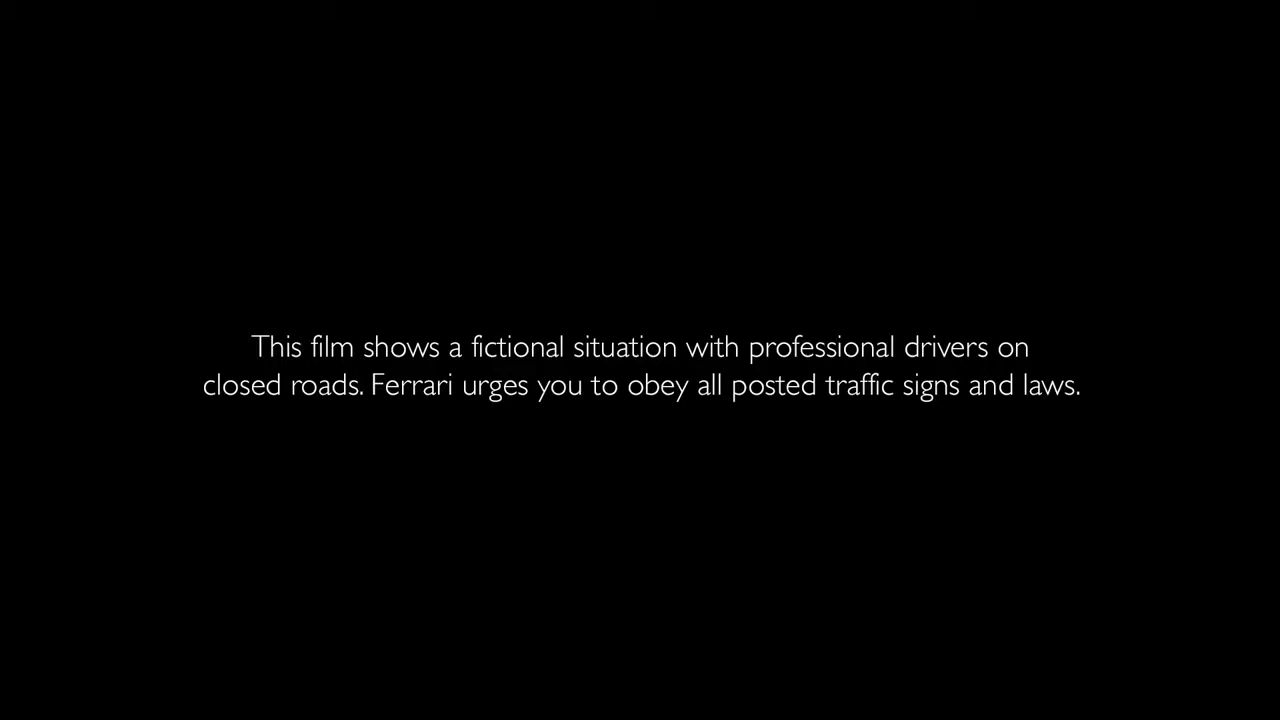 This film shows a fictional situation with professional drivers on
closed roads. Ferrari urges you to obey all posted traffic signs and laws.